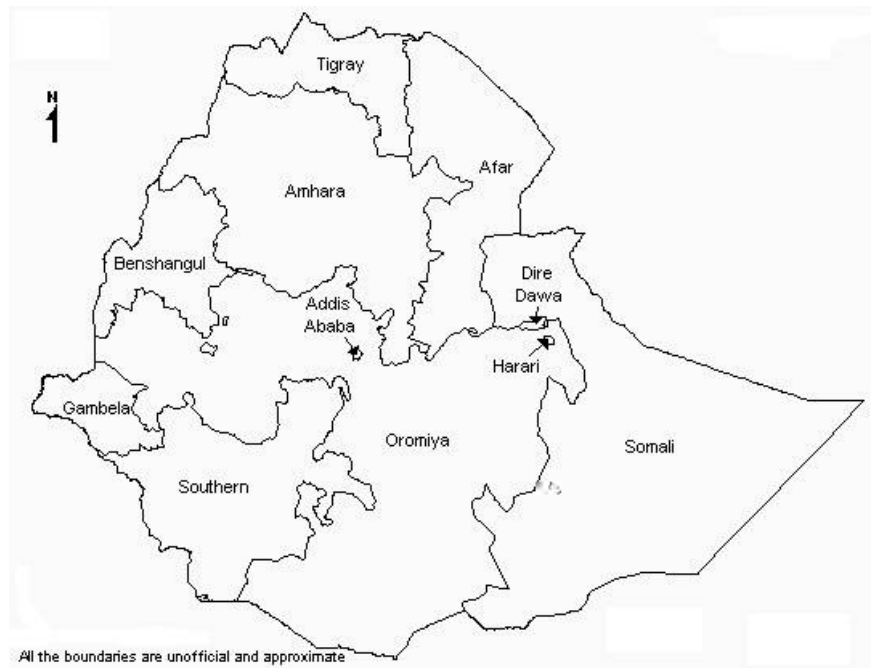 Tigray
N
Afar
Amhara
Benshangul
Dire
Dawa
Addis
Ababa
Harari
Gambela
Oromiya
Somali
Southern
All the boundaries are unofficial and approximate